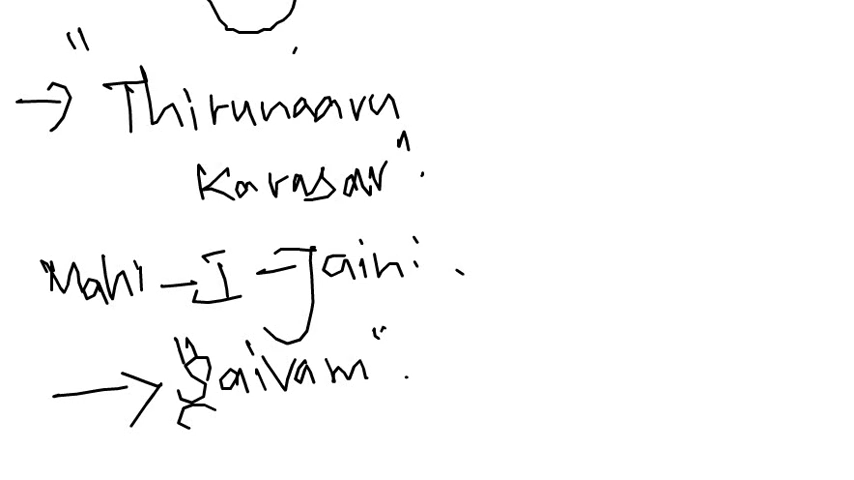 → "Thirunaavu
Karasar".
Mahi - I - Jain: .
→ "Saivam".